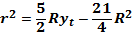 r² = 5/2 Ry_t − 21/4 R²